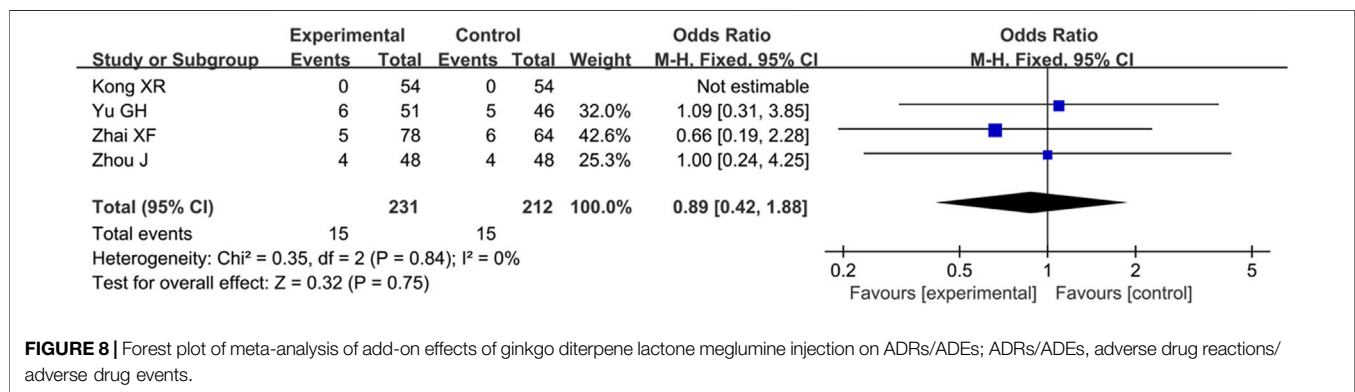 Experimental Control Odds Ratio Odds Ratio
Study or Subgroup Events Total Events Total Weight M-H, Fixed, 95% CI M-H, Fixed, 95% CI
Kong XR 0 54 0 54 Not estimable
Yu GH 6 51 5 46 32.0% 1.09 [0.31, 3.85]
Zhai XF 5 78 6 64 42.6% 0.66 [0.19, 2.28]
Zhou J 4 48 4 48 25.3% 1.00 [0.24, 4.25]
Total (95% CI) 231 212 100.0% 0.89 [0.42, 1.88]
Total events 15 15
Heterogeneity: Chi² = 0.35, df = 2 (P = 0.84); I² = 0%
Test for overall effect: Z = 0.32 (P = 0.75)
0.2 0.5 1 2 5
Favours [experimental] Favours [control]
FIGURE 8 | Forest plot of meta-analysis of add-on effects of ginkgo diterpene lactone meglumine injection on ADRs/ADEs; ADRs/ADEs, adverse drug reactions/
adverse drug events.